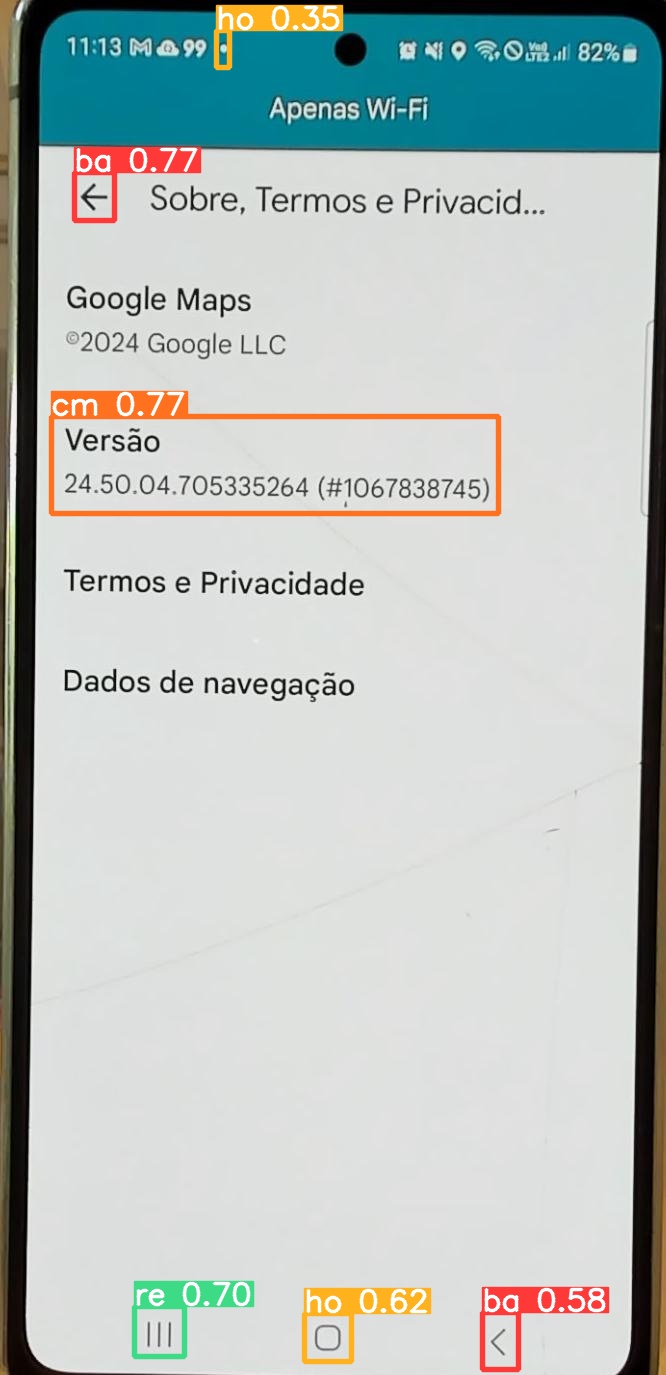 ho 0.35
11:13 M 99 82%
Apenas Wi-Fi
ba 0.77
Sobre, Termos e Privacid...
Google Maps
©2024 Google LLC
cm 0.77
Versão
24.50.04.705335264 (#1067838745)
Termos e Privacidade
Dados de navegação
re 0.70
ho 0.62
ba 0.58